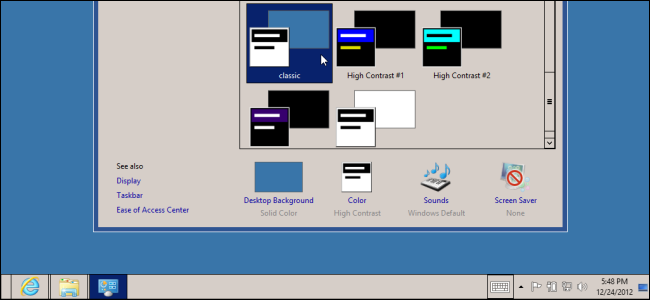 classic
High Contrast #1
High Contrast #2
See also
Display
Taskbar
Ease of Access Center
Desktop Background
Solid Color
Color
High Contrast
Sounds
Windows Default
Screen Saver
None
5:48 PM
12/24/2012